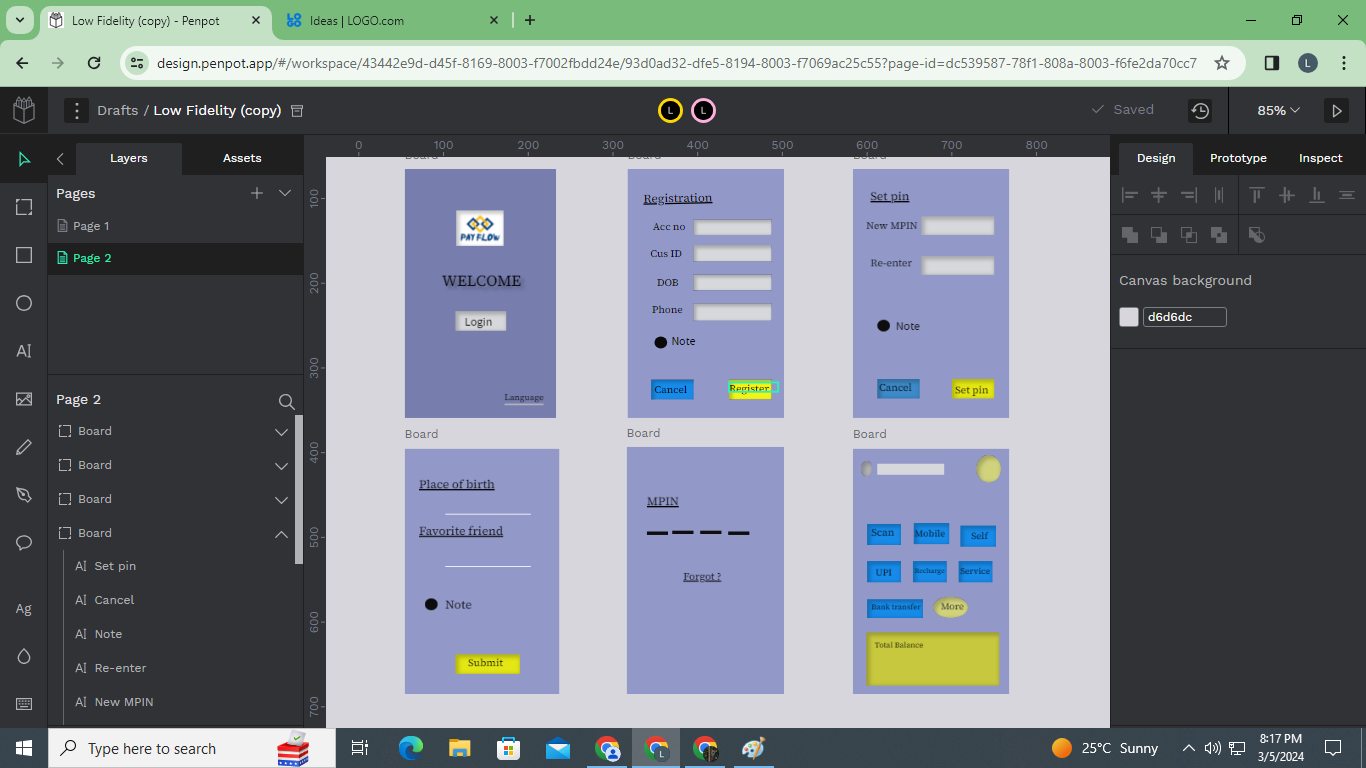 Low Fidelity (copy) - Penpot
Ideas | LOGO.com
design.penpot.app/#/workspace/43442e9d-d45f-8169-8003-f7002fbdd24e/93d0ad32-dfe5-8194-8003-f7069ac25c55?page-id=dc539587-78f1-808a-8003-f6fe2da70cc7
L
Drafts / Low Fidelity (copy)
L L
Saved
85%
Layers
Assets
0 100 200 300 400 500 600 700 800
Design Prototype Inspect
Pages
Page 1
Page 2
Page 2
Board
Board
Board
Board
Set pin
Cancel
Note
Re-enter
New MPIN
Ag
100
200
300
400
500
600
700
Board
Board
Board
PAY FLOW
WELCOME
Login
Language
Registration
Acc no
Cus ID
DOB
Phone
Note
Cancel
Register
Set pin
New MPIN
Re-enter
Note
Cancel
Set pin
Board
Board
Board
Place of birth
Favorite friend
Note
Submit
MPIN
Forgot ?
Scan
Mobile
Self
UPI
Recharge
Service
Bank transfer
More
Total Balance
Canvas background
d6d6dc
Type here to search
25°C Sunny
8:17 PM
3/5/2024